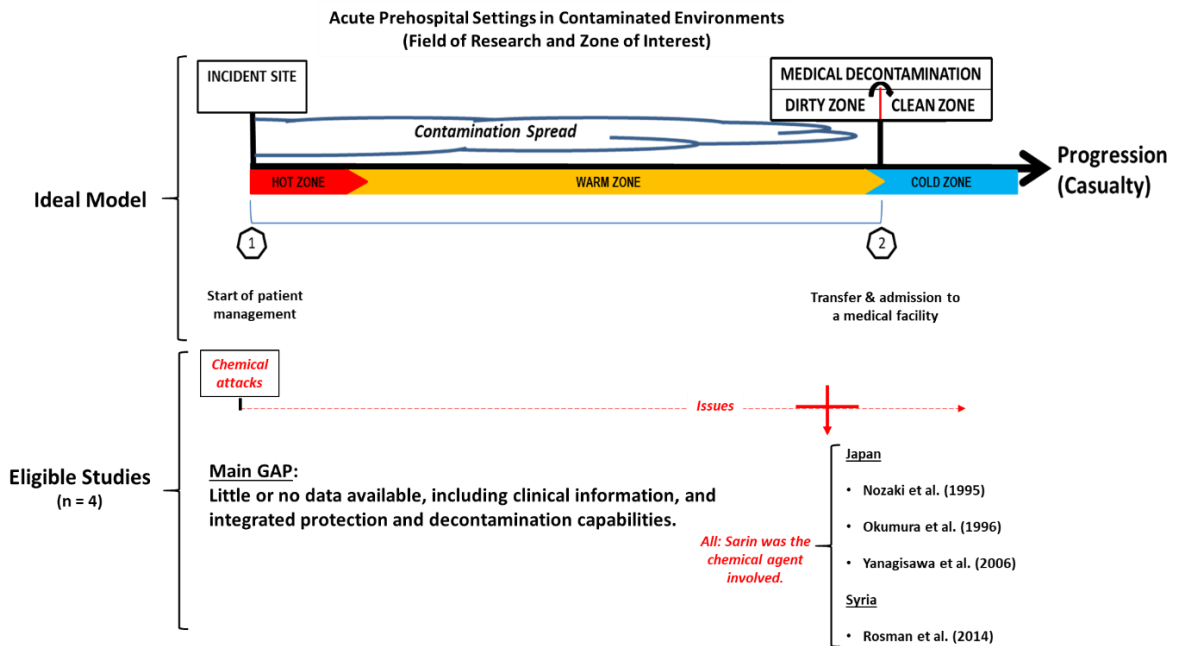 Acute Prehospital Settings in Contaminated Environments
(Field of Research and Zone of Interest)
INCIDENT SITE
MEDICAL DECONTAMINATION
DIRTY ZONE
CLEAN ZONE
Contamination Spread
Progression
(Casualty)
HOT ZONE
WARM ZONE
COLD ZONE
Ideal Model
1
2
Start of patient
management
Transfer & admission to
a medical facility
Chemical
attacks
Issues
Eligible Studies
(n = 4)
Main GAP:
Little or no data available, including clinical information, and
integrated protection and decontamination capabilities.
All: Sarin was the
chemical agent
involved.
Japan
• Nozaki et al. (1995)
• Okumura et al. (1996)
• Yanagisawa et al. (2006)
Syria
• Rosman et al. (2014)